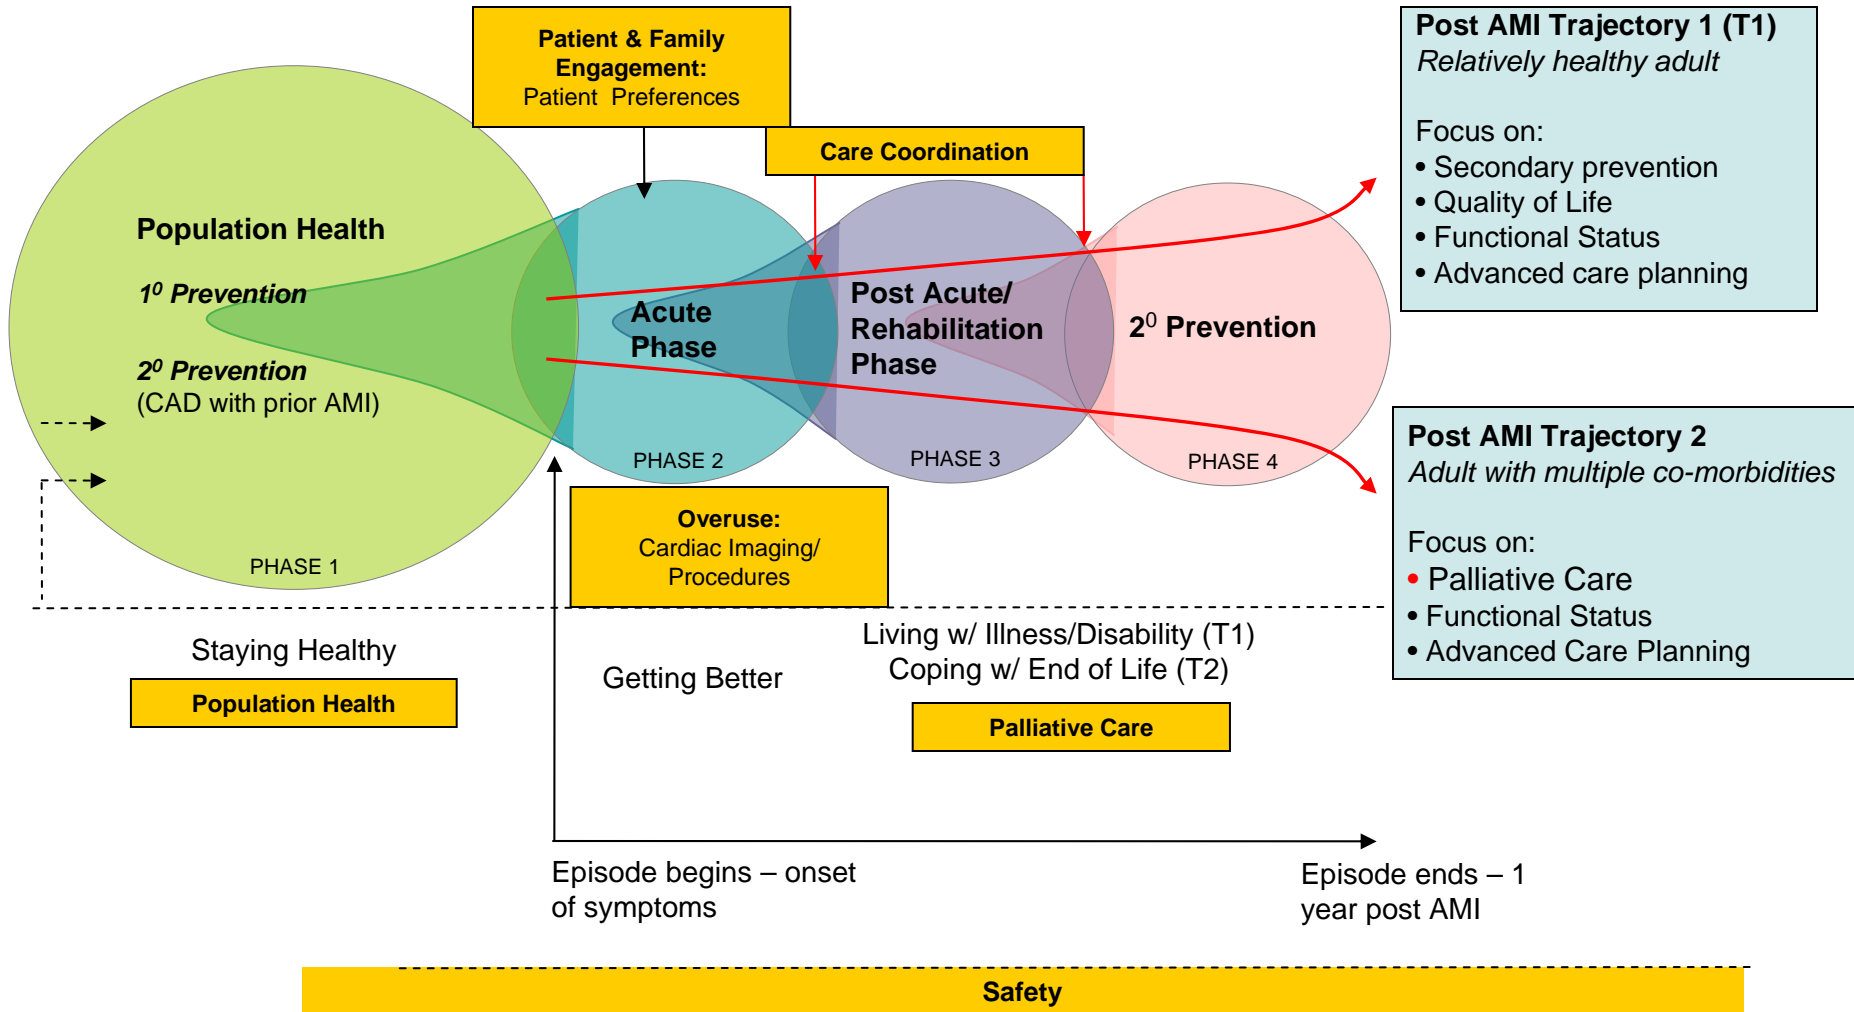 Patient & Family
Engagement:
Patient Preferences
Care Coordination
Post AMI Trajectory 1 (T1)
Relatively healthy adult
Focus on:
• Secondary prevention
• Quality of Life
• Functional Status
• Advanced care planning
Population Health
1⁰ Prevention
2⁰ Prevention
(CAD with prior AMI)
PHASE 1
Acute
Phase
PHASE 2
Post Acute/
Rehabilitation
Phase
PHASE 3
2⁰ Prevention
PHASE 4
Post AMI Trajectory 2
Adult with multiple co-morbidities
Focus on:
• Palliative Care
• Functional Status
• Advanced Care Planning
Overuse:
Cardiac Imaging/
Procedures
Staying Healthy
Population Health
Getting Better
Living w/ Illness/Disability (T1)
Coping w/ End of Life (T2)
Palliative Care
Episode begins – onset
of symptoms
Episode ends – 1
year post AMI
Safety